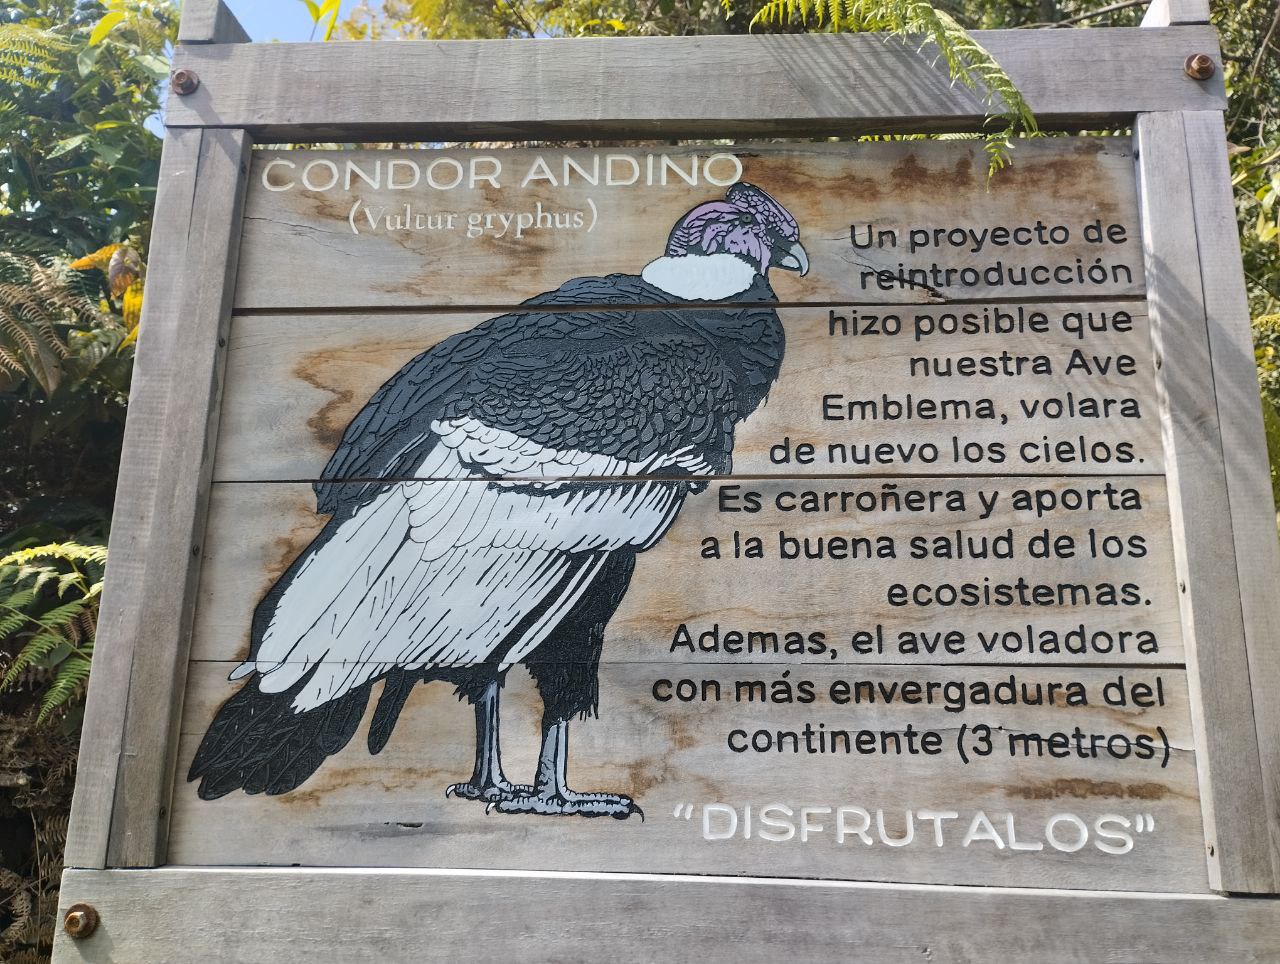 CONDOR ANDINO
(Vultur gryphus)
Un proyecto de
reintroducción
hizo posible que
nuestra Ave
Emblema, volara
de nuevo los cielos.
Es carroñera y aporta
a la buena salud de los
ecosistemas.
Ademas, el ave voladora
con más envergadura del
continente (3 metros)
"DISFRUTALOS"